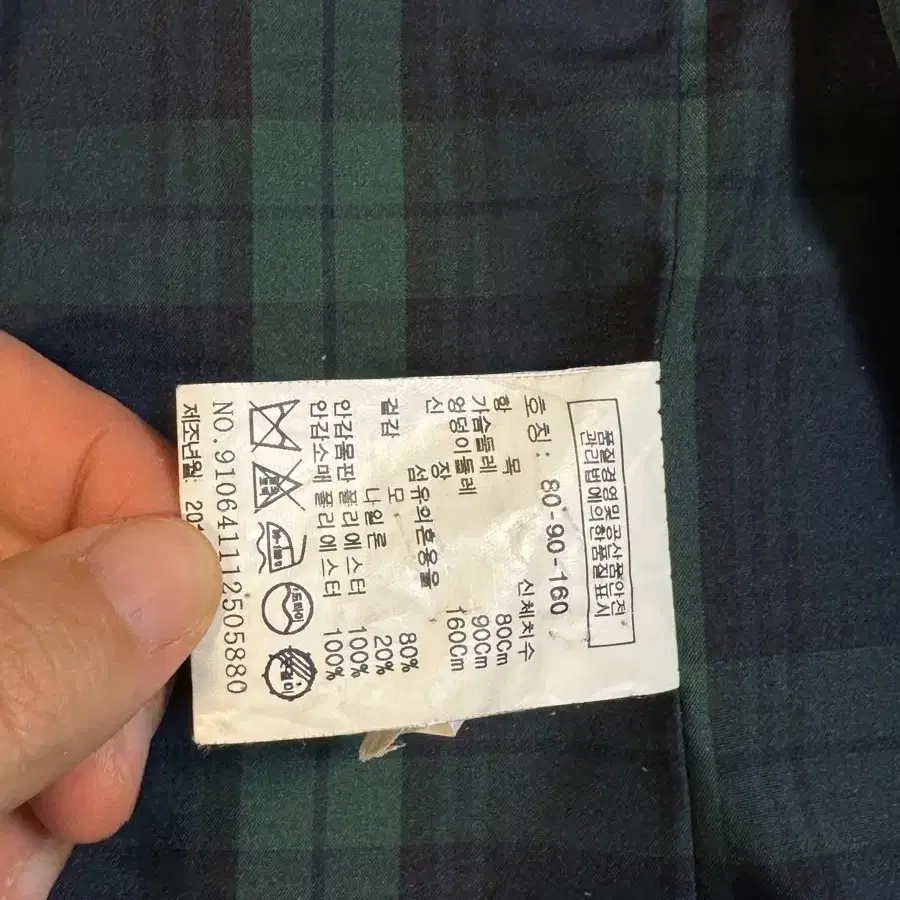 품질경영및공산품안전
관리법에의한품질표시
호칭: 80-90-160
항 목 신체치수
가슴둘레 80Cm
엉덩이둘레 90Cm
신 장 160Cm
섬유의혼용율
겉감 모 80%
나일론 20%
안감몸판 폴리에스터 100%
안감소매 폴리에스터 100%
드라이
NO.910641112505880
제조년월: 20